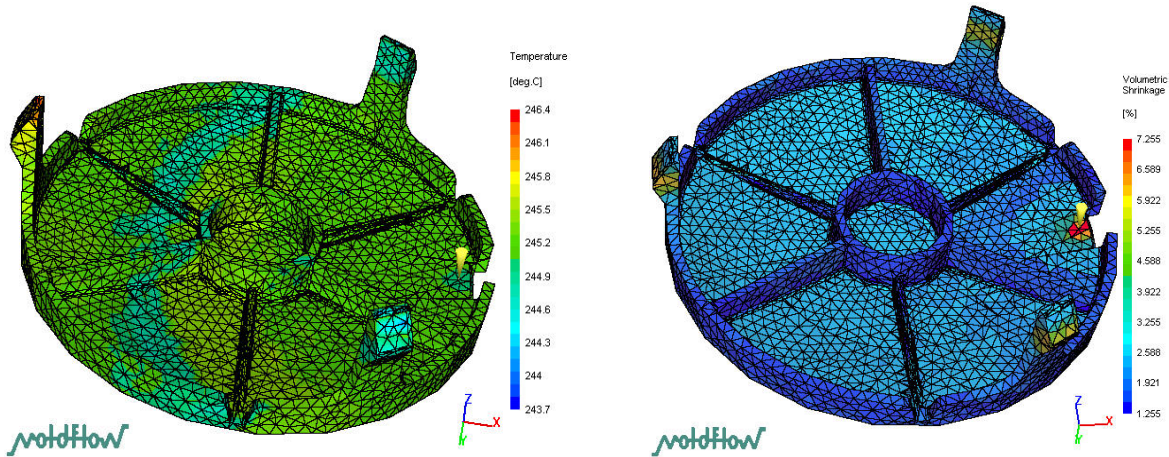 Temperature
[deg.C]
246.4
246.1
245.8
245.5
245.2
244.9
244.6
244.3
244
243.7
Z
X
Y
moldflow
Volumetric
Shrinkage
[%]
7.255
6.589
5.922
5.255
4.588
3.922
3.255
2.588
1.921
1.255
Z
X
Y
moldflow